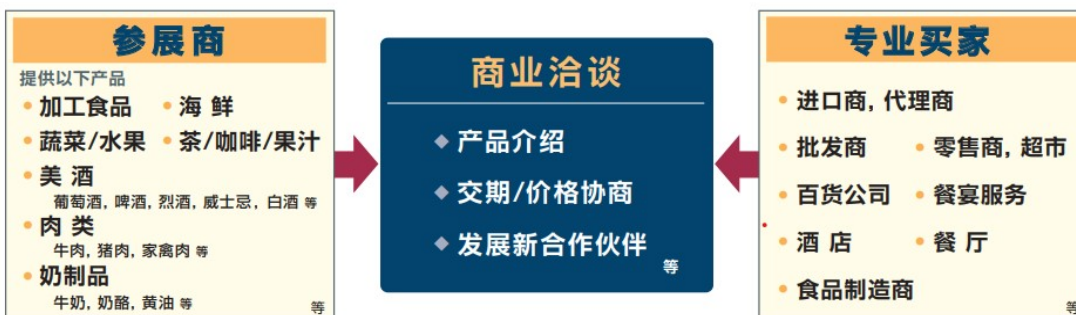 参展商
提供以下产品
• 加工食品 • 海 鲜
• 蔬菜/水果 • 茶/咖啡/果汁
• 美 酒
葡萄酒, 啤酒, 烈酒, 威士忌, 白酒 等
• 肉 类
牛肉, 猪肉, 家禽肉 等
• 奶制品
牛奶, 奶酪, 黄油 等
等
商业洽谈
◆ 产品介绍
◆ 交期/价格协商
◆ 发展新合作伙伴
等
专业买家
• 进口商, 代理商
• 批发商 • 零售商, 超市
• 百货公司 • 餐宴服务
• 酒 店 • 餐 厅
• 食品制造商
等